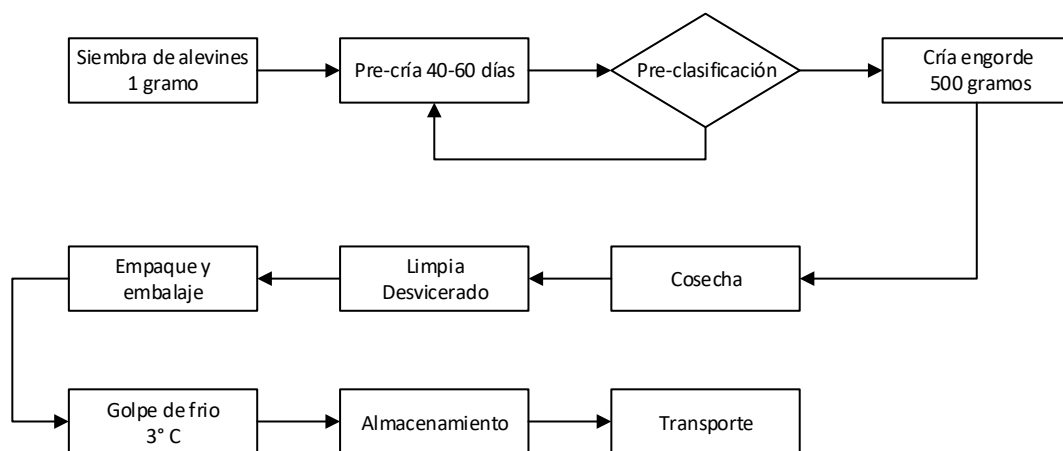 Siembra de alevines
1 gramo
Pre-cría 40-60 días
Pre-clasificación
Cría engorde
500 gramos
Empaque y
embalaje
Limpia
Desvicerado
Cosecha
Golpe de frio
3° C
Almacenamiento
Transporte